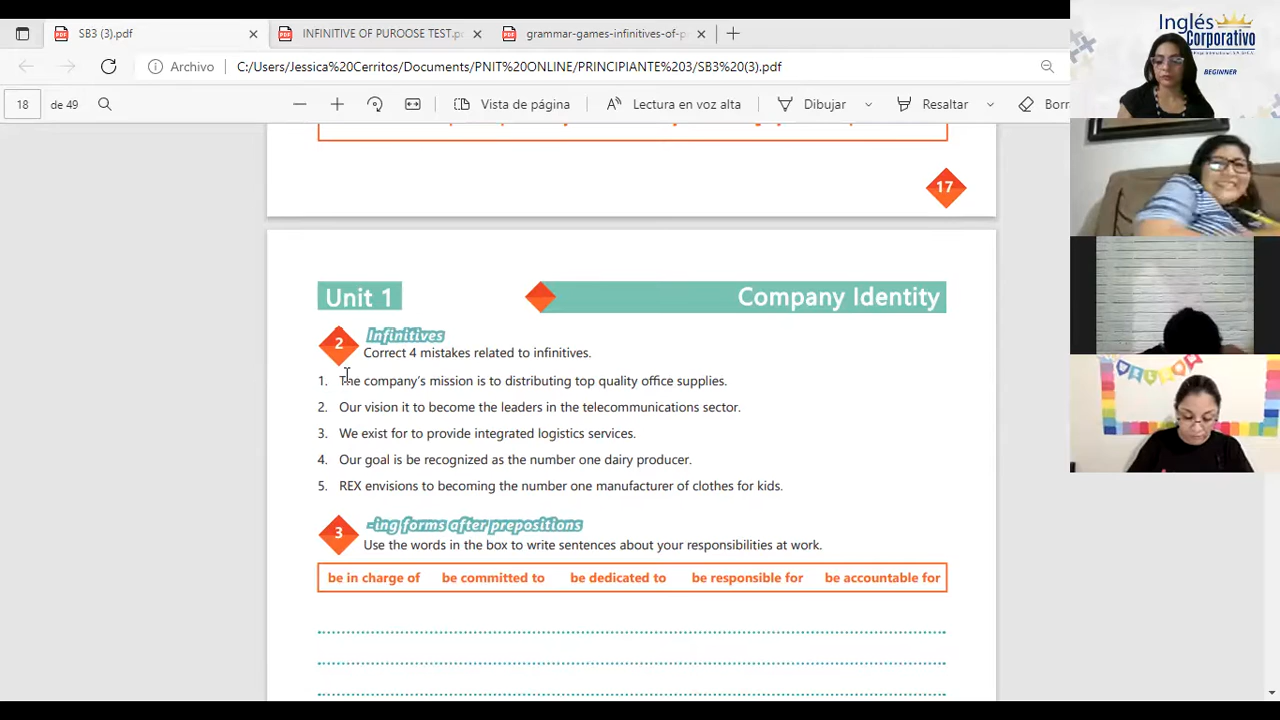 SB3 (3).pdf
INFINITIVE OF PUROOSE TEST.p
grammar-games-infinitives-of-p
Archivo
C:/Users/Jessica%20Cerritos/Documents/PNL%20ONLINE/PRINCIPIANTE%203/SB3%20(3).pdf
18 de 49
Vista de página
Lectura en voz alta
Dibujar
Resaltar
Borr
Inglés
Corporativo
BEGINNER
17
Unit 1
Company Identity
2
Infinitives
Correct 4 mistakes related to infinitives.
1. The company's mission is to distributing top quality office supplies.
2. Our vision it to become the leaders in the telecommunications sector.
3. We exist for to provide integrated logistics services.
4. Our goal is be recognized as the number one dairy producer.
5. REX envisions to becoming the number one manufacturer of clothes for kids.
3
-ing forms after prepositions
Use the words in the box to write sentences about your responsibilities at work.
be in charge of be committed to be dedicated to be responsible for be accountable for